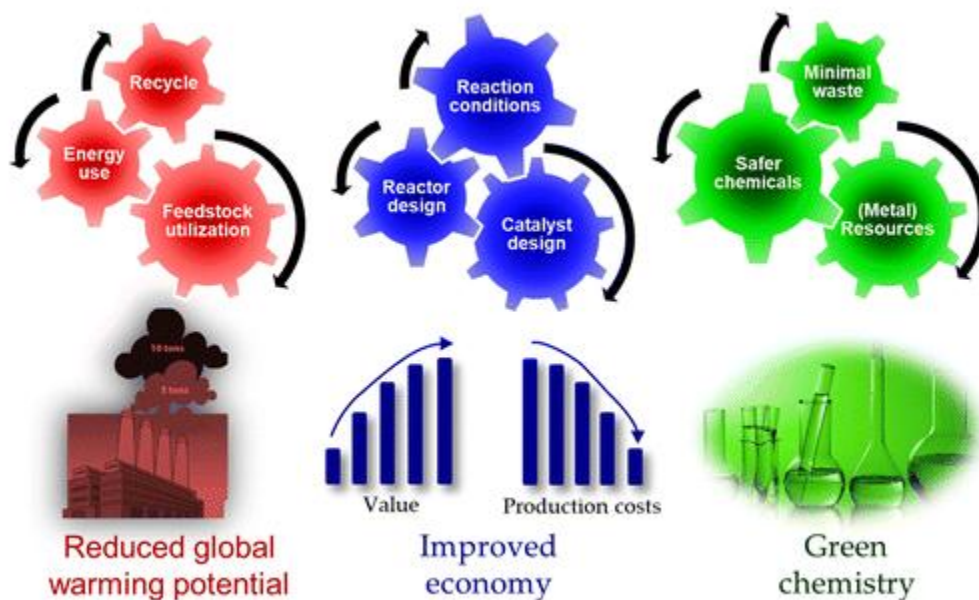 Recycle
Energy
use
Feedstock
utilization
Reaction
conditions
Reactor
design
Catalyst
design
Minimal
waste
Safer
chemicals
(Metal)
Resources
10 tons
5 tons
Value
Production costs
Reduced global
warming potential
Improved
economy
Green
chemistry